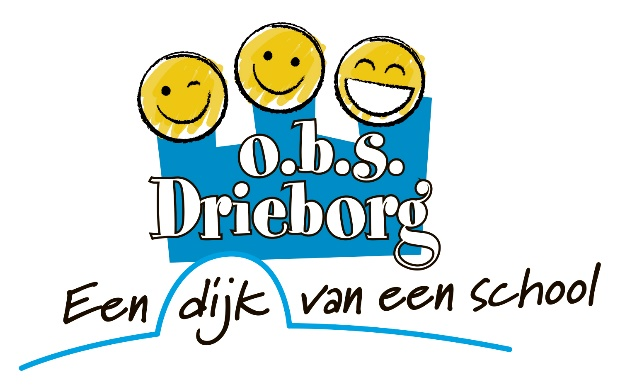 o.b.s.
Drieborg
Een dijk van een school